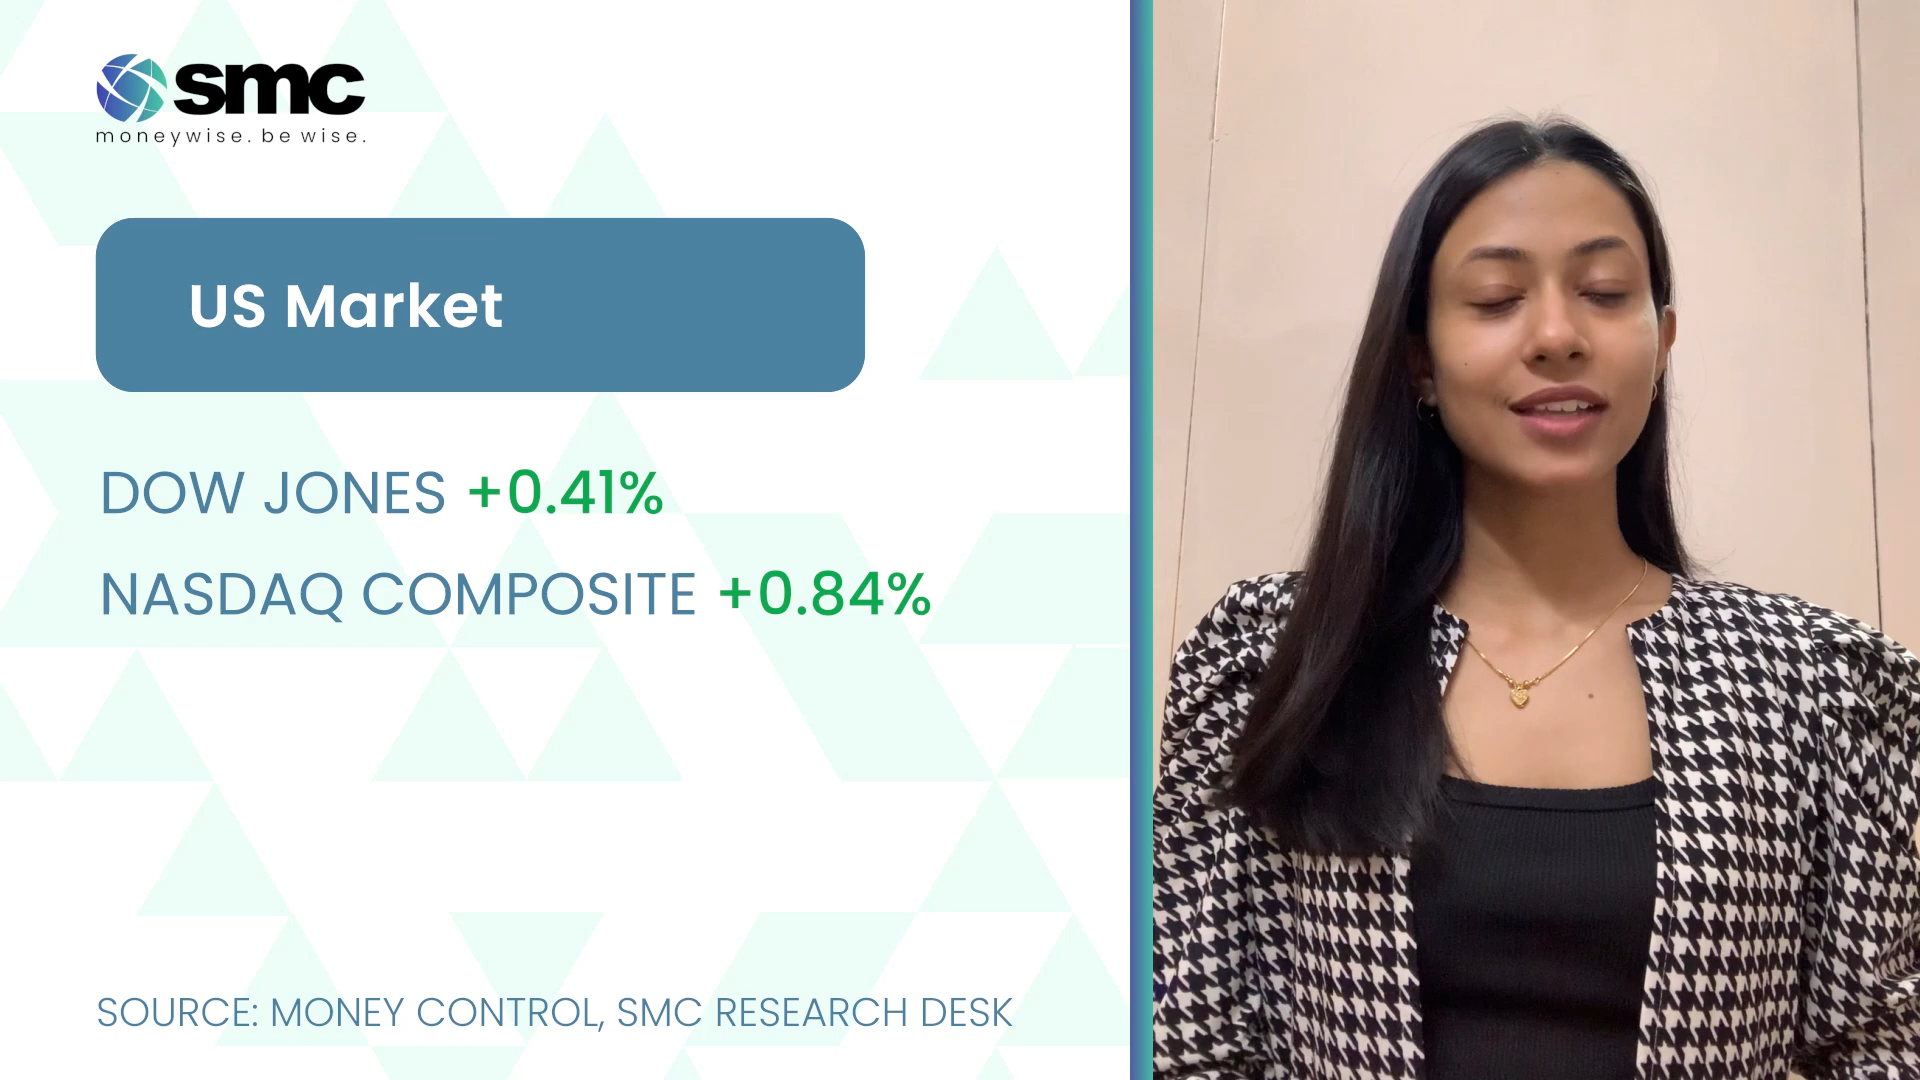 smc
moneywise. be wise.
US Market
DOW JONES +0.41%
NASDAQ COMPOSITE +0.84%
SOURCE: MONEY CONTROL, SMC RESEARCH DESK